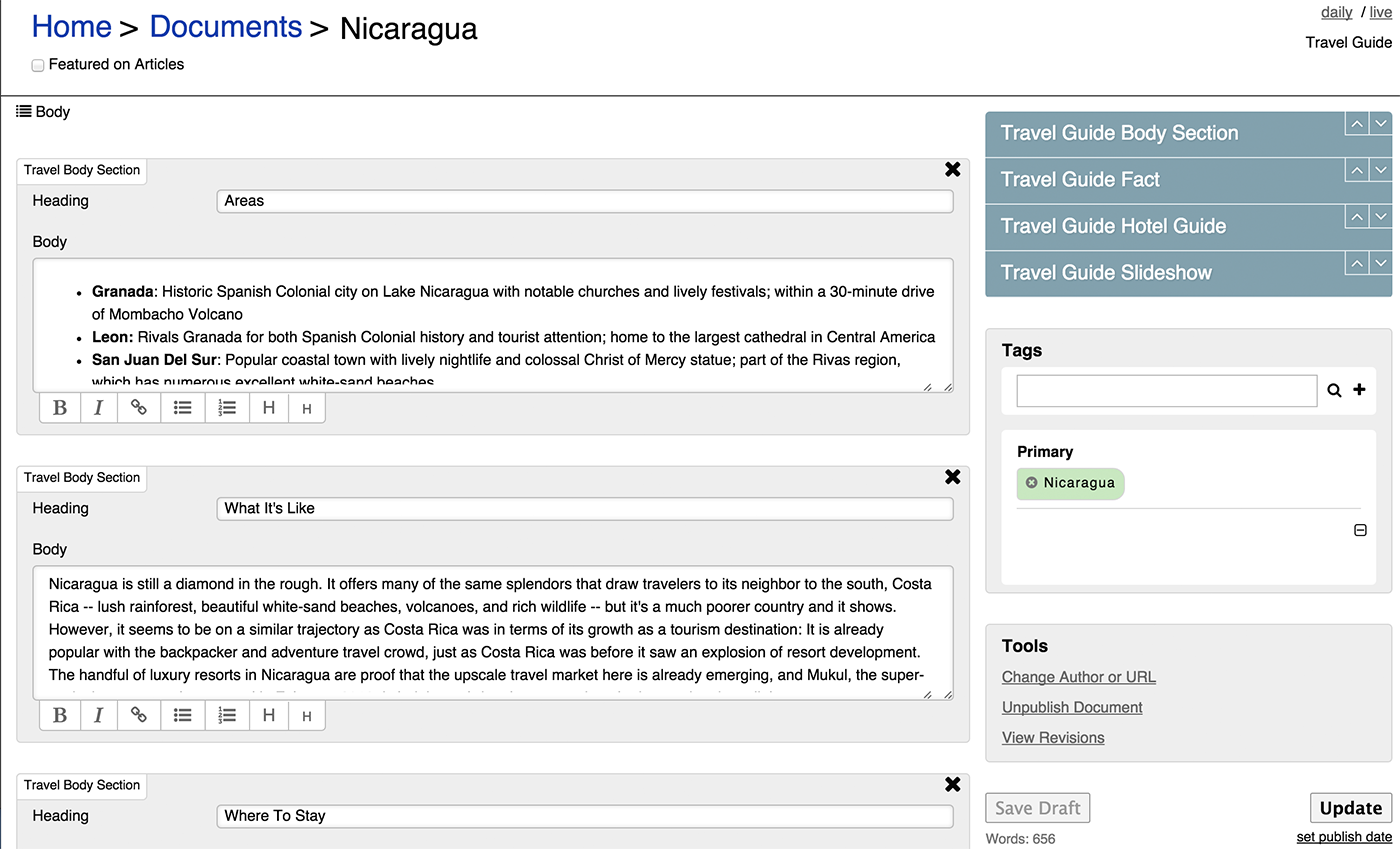 Home > Documents > Nicaragua
daily / live
Travel Guide
Featured on Articles
Body
Travel Body Section
Heading
Areas
Body
• Granada: Historic Spanish Colonial city on Lake Nicaragua with notable churches and lively festivals; within a 30-minute drive
of Mombacho Volcano
• Leon: Rivals Granada for both Spanish Colonial history and tourist attention; home to the largest cathedral in Central America
• San Juan Del Sur: Popular coastal town with lively nightlife and colossal Christ of Mercy statue; part of the Rivas region,
which has numerous excellent white-sand beaches
B I H H
Travel Body Section
Heading
What It's Like
Body
Nicaragua is still a diamond in the rough. It offers many of the same splendors that draw travelers to its neighbor to the south, Costa
Rica -- lush rainforest, beautiful white-sand beaches, volcanoes, and rich wildlife -- but it's a much poorer country and it shows.
However, it seems to be on a similar trajectory as Costa Rica was in terms of its growth as a tourism destination: It is already
popular with the backpacker and adventure travel crowd, just as Costa Rica was before it saw an explosion of resort development.
The handful of luxury resorts in Nicaragua are proof that the upscale travel market here is already emerging, and Mukul, the super-
B I H H
Travel Body Section
Heading
Where To Stay
Travel Guide Body Section
Travel Guide Fact
Travel Guide Hotel Guide
Travel Guide Slideshow
Tags
Primary
Nicaragua
Tools
Change Author or URL
Unpublish Document
View Revisions
Save Draft
Update
Words: 656
set publish date